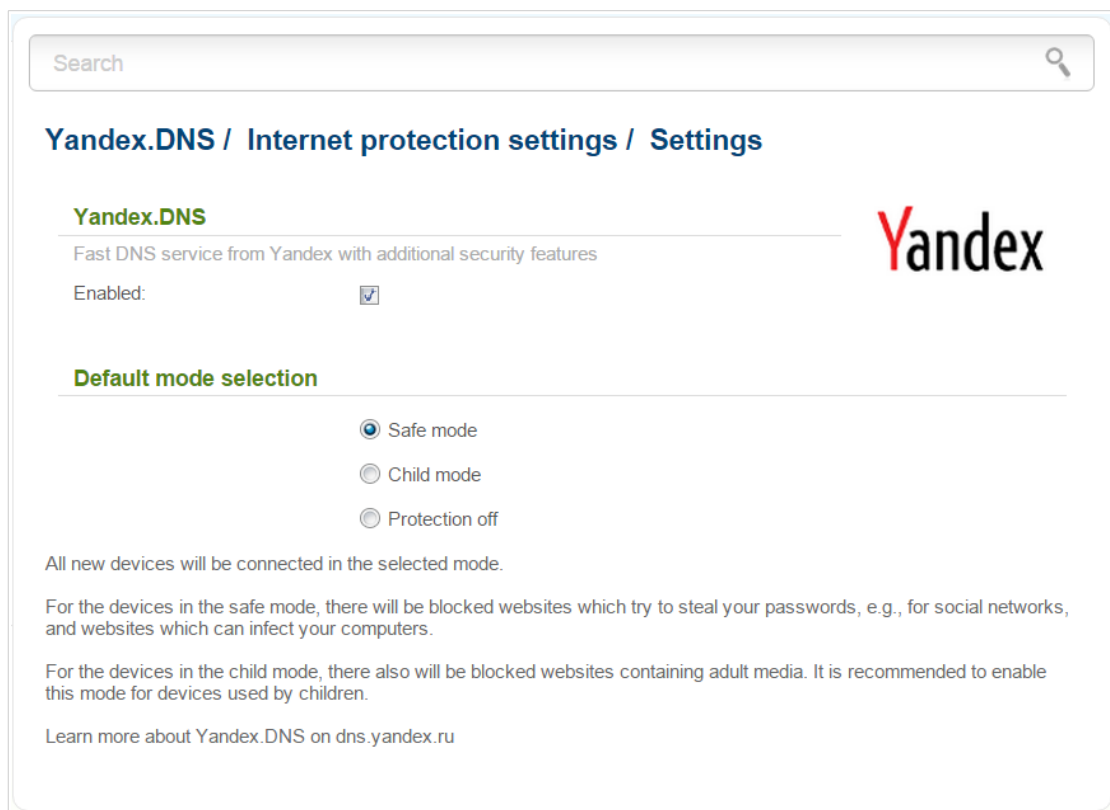 Search
Yandex.DNS / Internet protection settings / Settings
Yandex.DNS
Yandex
Fast DNS service from Yandex with additional security features
Enabled:
Default mode selection
Safe mode
Child mode
Protection off
All new devices will be connected in the selected mode.
For the devices in the safe mode, there will be blocked websites which try to steal your passwords, e.g., for social networks,
and websites which can infect your computers.
For the devices in the child mode, there also will be blocked websites containing adult media. It is recommended to enable
this mode for devices used by children.
Learn more about Yandex.DNS on dns.yandex.ru